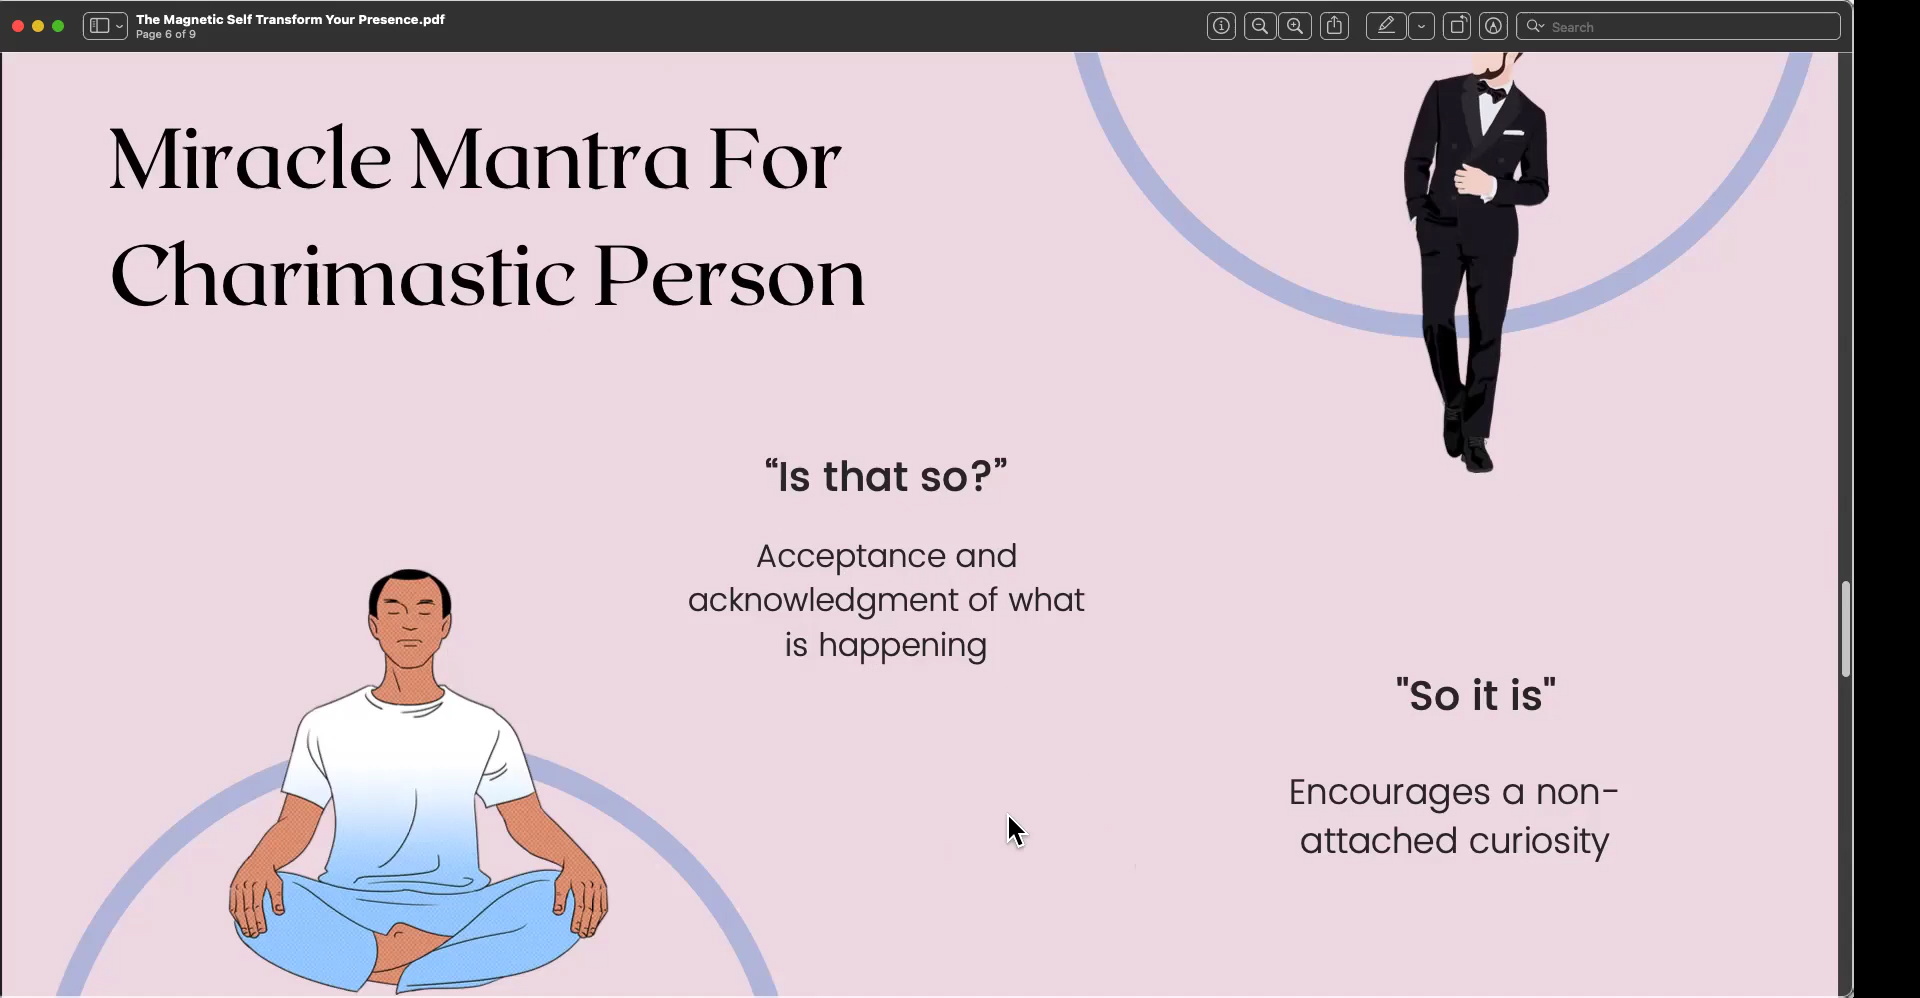 The Magnetic Self Transform Your Presence.pdf
Page 6 of 9
Search
Miracle Mantra For
Charimastic Person
“Is that so?”
Acceptance and
acknowledgment of what
is happening
"So it is"
Encourages a non-
attached curiosity